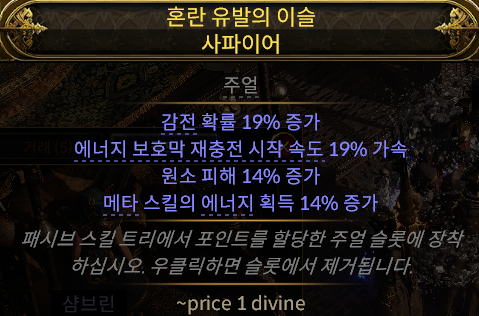 혼란 유발의 이슬
사파이어
주얼
감전 확률 19% 증가
에너지 보호막 재충전 시작 속도 19% 가속
원소 피해 14% 증가
메타 스킬의 에너지 획득 14% 증가
패시브 스킬 트리에서 포인트를 할당한 주얼 슬롯에 장착
하십시오. 우클릭하면 슬롯에서 제거됩니다.
샴브린
~price 1 divine